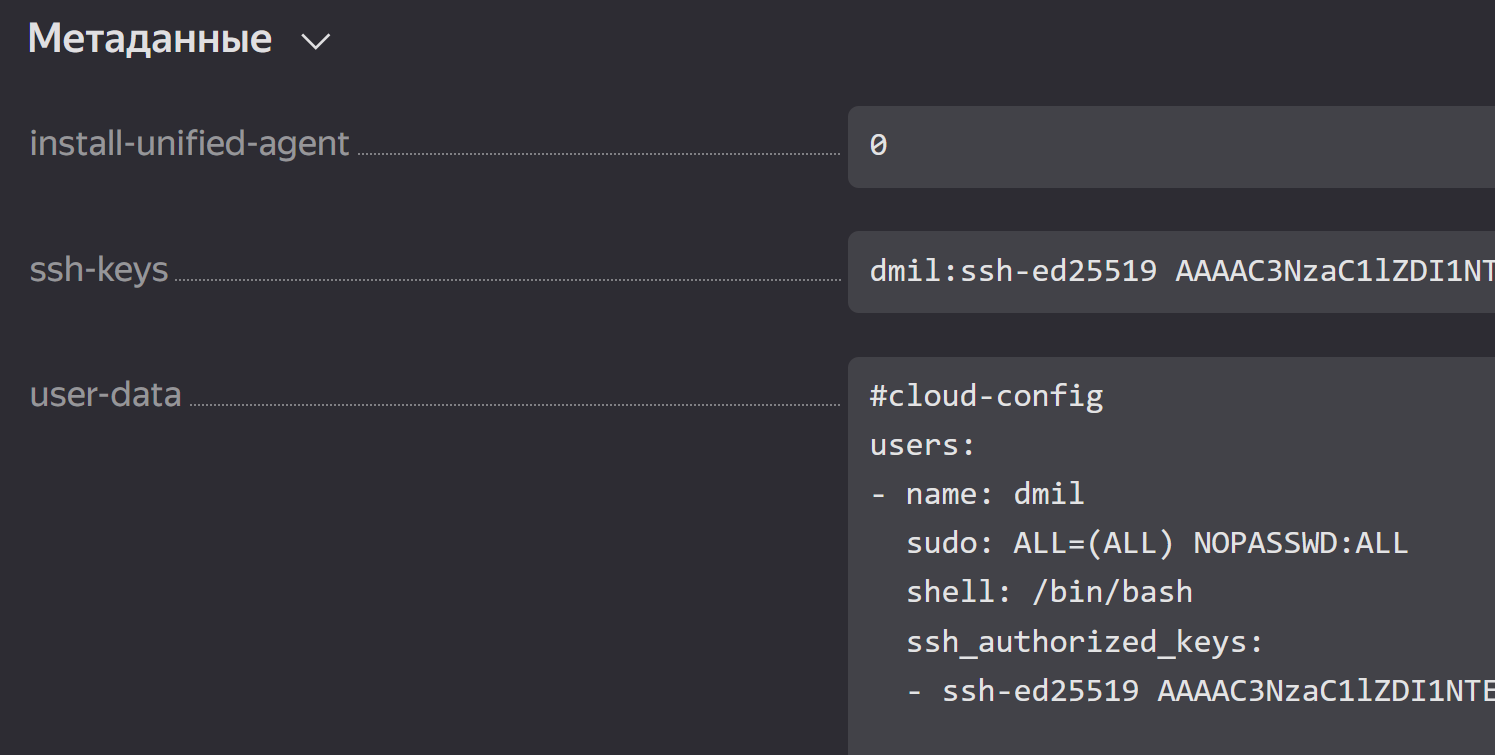 Метаданные
install-unified-agent
0
ssh-keys
dmil:ssh-ed25519 AAAAC3NzaC1lZDI1NT
user-data
#cloud-config
users:
- name: dmil
  sudo: ALL=(ALL) NOPASSWD:ALL
  shell: /bin/bash
  ssh_authorized_keys:
  - ssh-ed25519 AAAAC3NzaC1lZDI1NTE